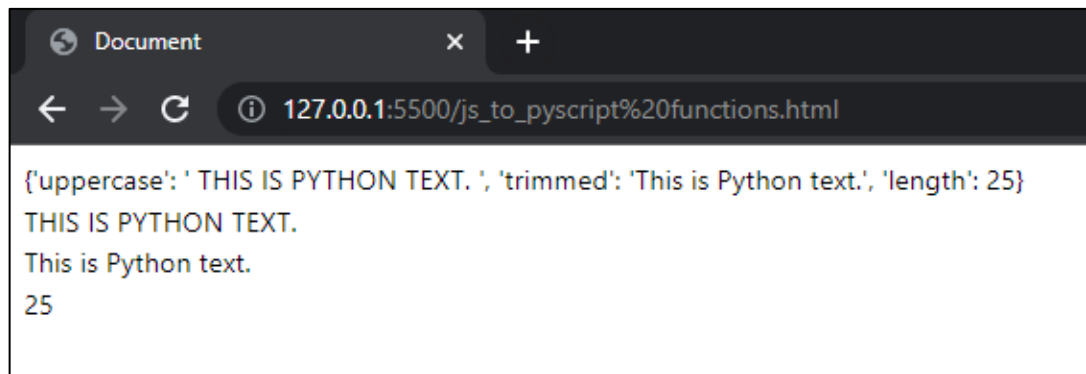 Document
127.0.0.1:5500/js_to_pyscript%20functions.html
{'uppercase': ' THIS IS PYTHON TEXT. ', 'trimmed': 'This is Python text.', 'length': 25}
THIS IS PYTHON TEXT.
This is Python text.
25